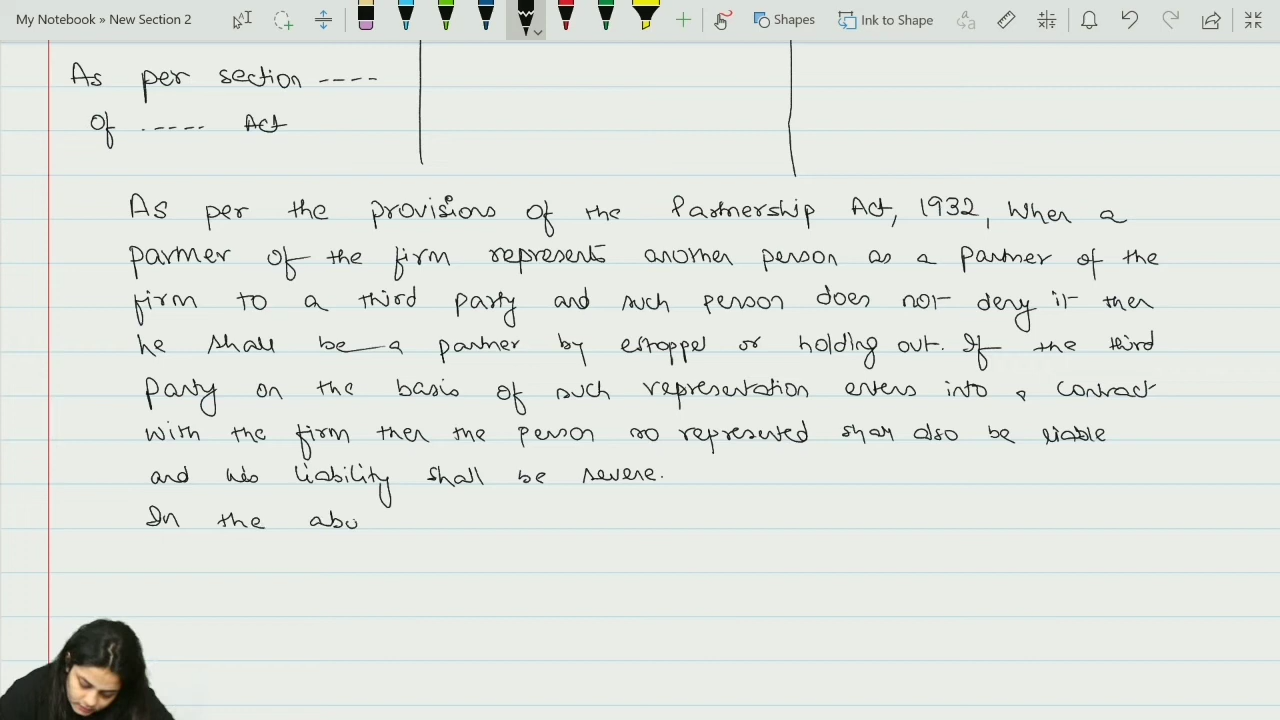 My Notebook » New Section 2
Shapes
Ink to Shape
As per section ----
Of ----- Act
As per the provisions of the Partnership Act, 1932, When a
partner of the firm represents another person as a partner of the
firm to a third party and such person does not deny it then
he shall be a partner by estoppel or holding out. If the third
party on the basis of such representation enters into a contract
with the firm then the person so represented shall also be liable
and his liability shall be severe.
In the abo